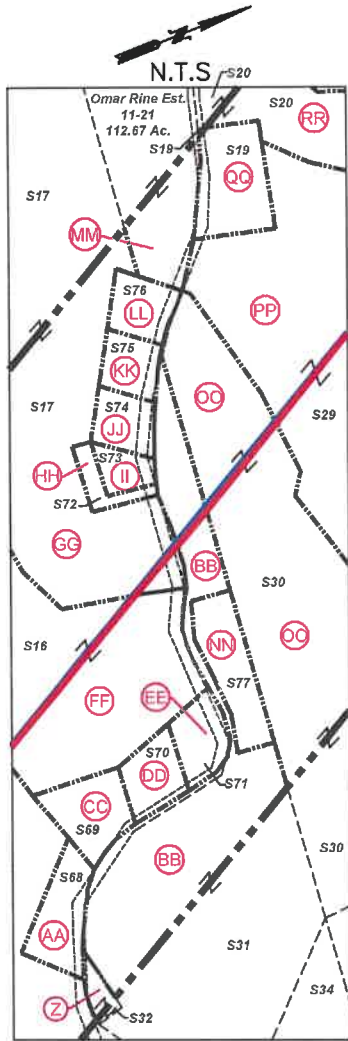 N
N.T.S
S20
Omar Rine Est.
11-21
112.67 Ac.
S20
RR
S18
S19
QQ
S17
MM
S76
LL
PP
S75
KK
OO
S74
JJ
S29
S17
HH
S73
II
S72
GG
BB
S30
S16
NN
OO
FF
EE
S77
S70
DD
S71
CC
S69
BB
S68
S30
AA
S31
S34
Z
S32